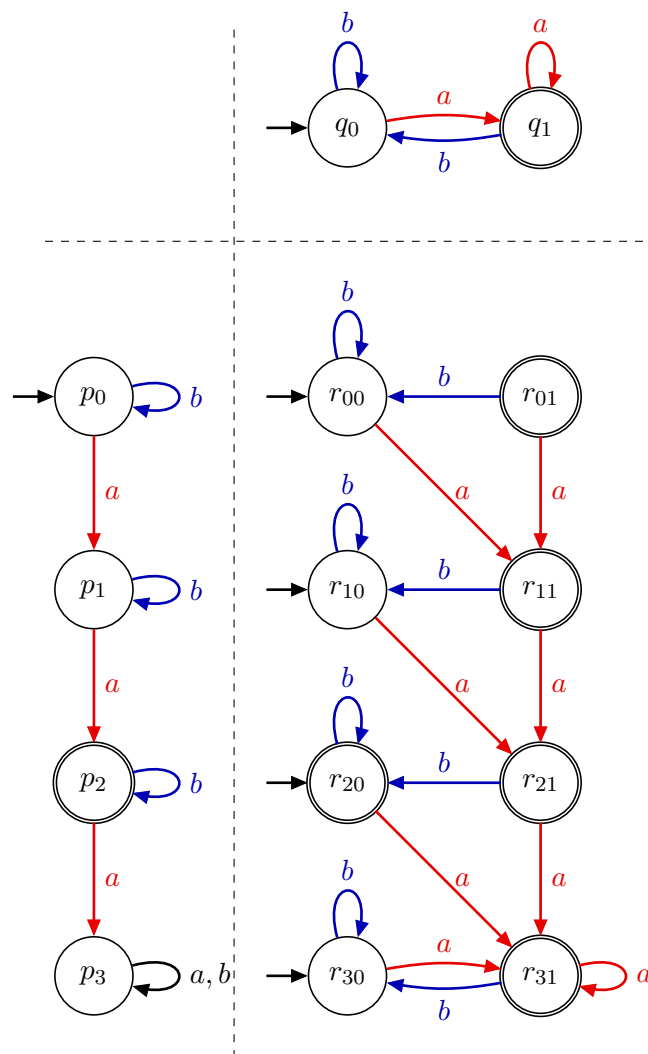 b a
a
q₀ q₁
b
b
p₀ b r₀₀ b r₀₁
a a a
b
p₁ b r₁₀ b r₁₁
a a a
b
p₂ b r₂₀ b r₂₁
a a a
b
a
p₃ a, b r₃₀ r₃₁ a
b